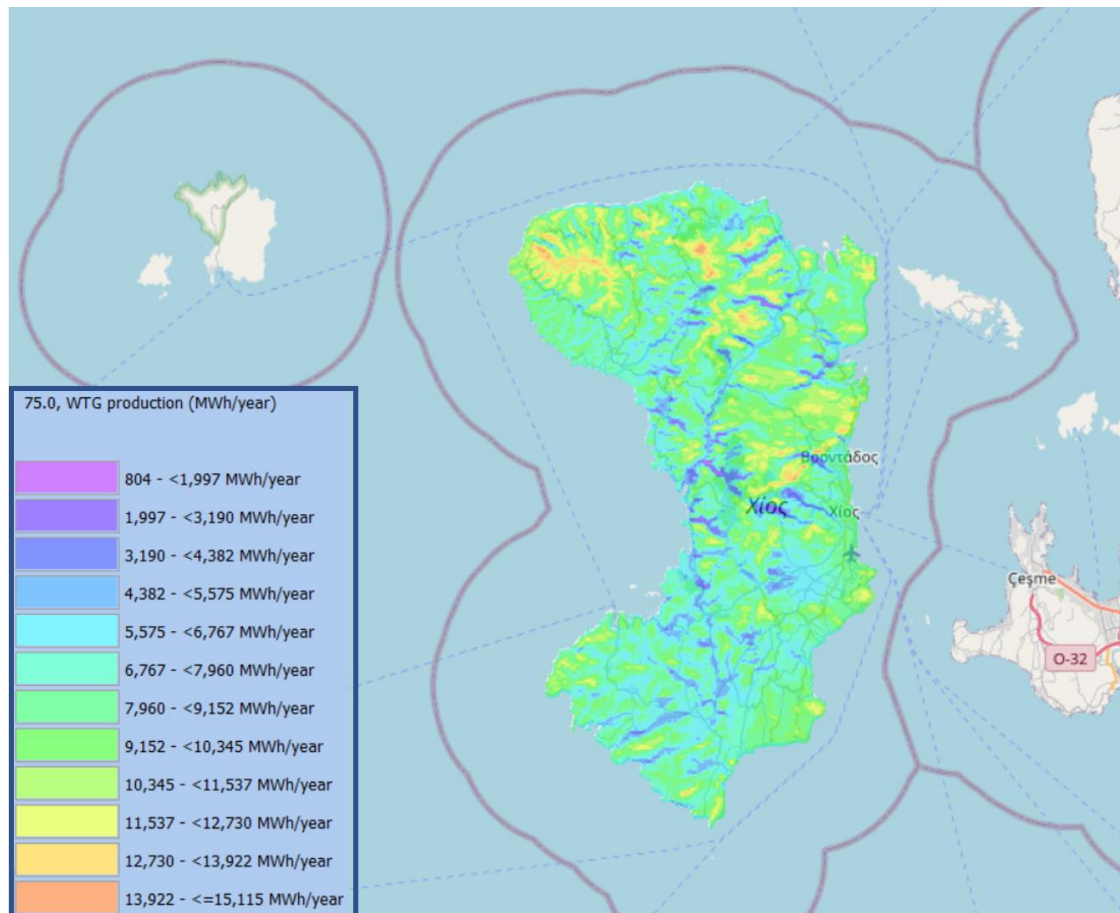 75.0, WTG production (MWh/year)
804 - <1,997 MWh/year
1,997 - <3,190 MWh/year
3,190 - <4,382 MWh/year
4,382 - <5,575 MWh/year
5,575 - <6,767 MWh/year
6,767 - <7,960 MWh/year
7,960 - <9,152 MWh/year
9,152 - <10,345 MWh/year
10,345 - <11,537 MWh/year
11,537 - <12,730 MWh/year
12,730 - <13,922 MWh/year
13,922 - <=15,115 MWh/year
Βροντάδος
Χίος
Χίος
Çeşme
O-32